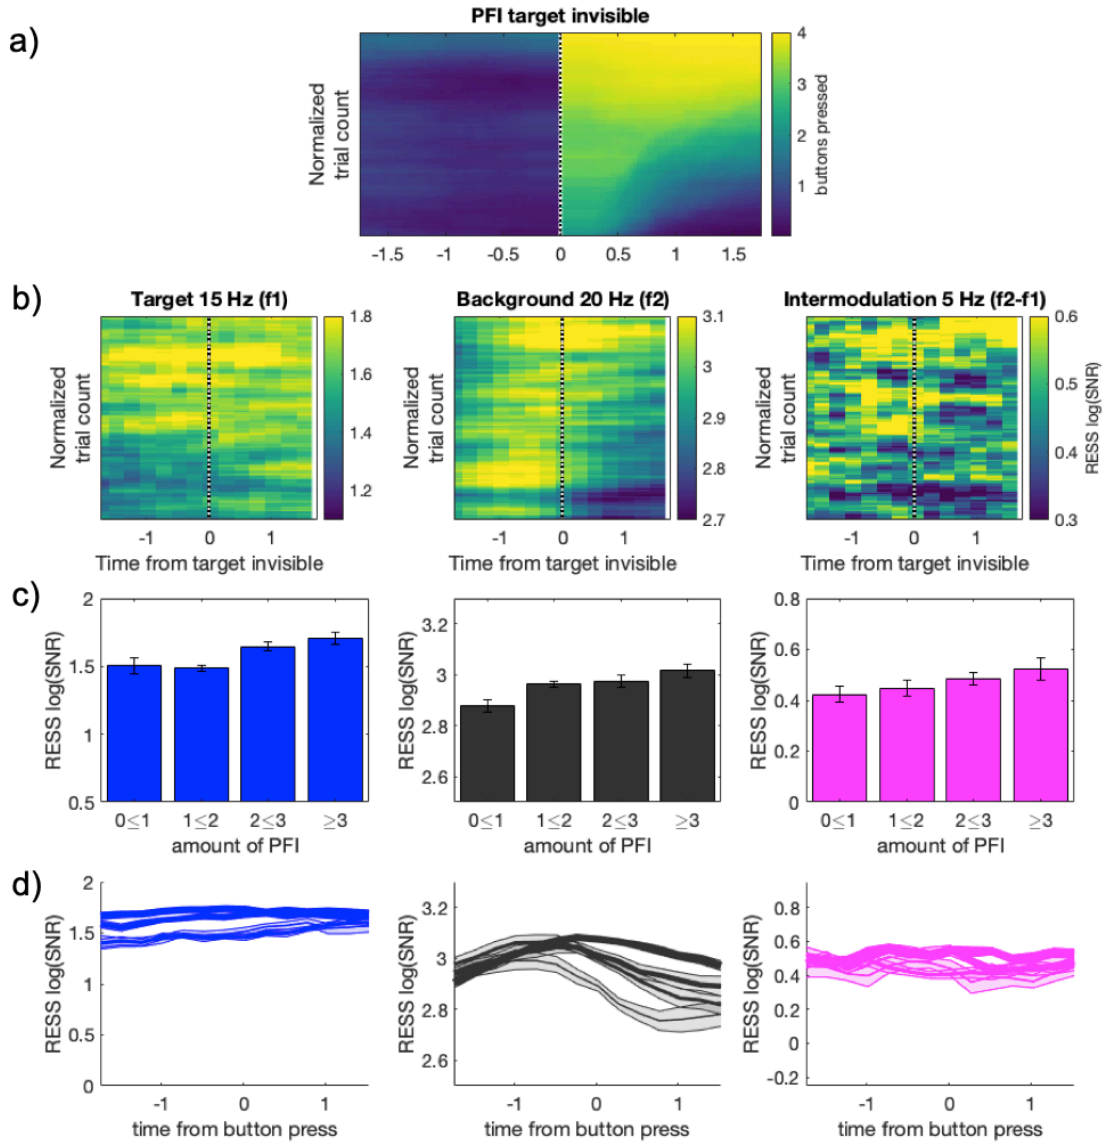 a)
PFI target invisible
Normalized
trial count
4
3
2
1
buttons pressed
-1.5 -1 -0.5 0 0.5 1 1.5
b)
Target 15 Hz (f1)
Normalized
trial count
1.8
1.6
1.4
1.2
-1 0 1
Time from target invisible
Background 20 Hz (f2)
Normalized
trial count
3.1
3
2.9
2.8
2.7
-1 0 1
Time from target invisible
Intermodulation 5 Hz (f2-f1)
Normalized
trial count
0.6
0.5
0.4
0.3
RESS log(SNR)
-1 0 1
Time from target invisible
c)
RESS log(SNR)
2
1.5
1
0.5
0≤1 1≤2 2≤3 ≥3
amount of PFI
RESS log(SNR)
3.2
3
2.8
2.6
0≤1 1≤2 2≤3 ≥3
amount of PFI
RESS log(SNR)
0.8
0.6
0.4
0.2
0
0≤1 1≤2 2≤3 ≥3
amount of PFI
d)
RESS log(SNR)
2
1.5
1
0.5
0
-1 0 1
time from button press
RESS log(SNR)
3.2
3
2.8
2.6
-1 0 1
time from button press
RESS log(SNR)
0.8
0.6
0.4
0.2
0
-0.2
-1 0 1
time from button press